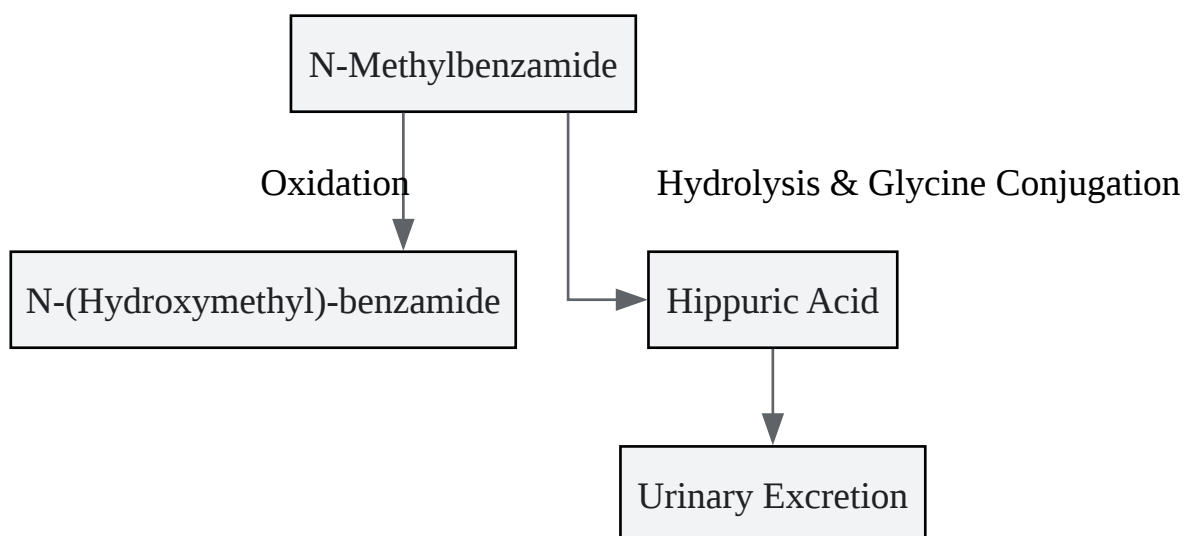 N-Methylbenzamide
Oxidation
Hydrolysis & Glycine Conjugation
N-(Hydroxymethyl)-benzamide
Hippuric Acid
Urinary Excretion